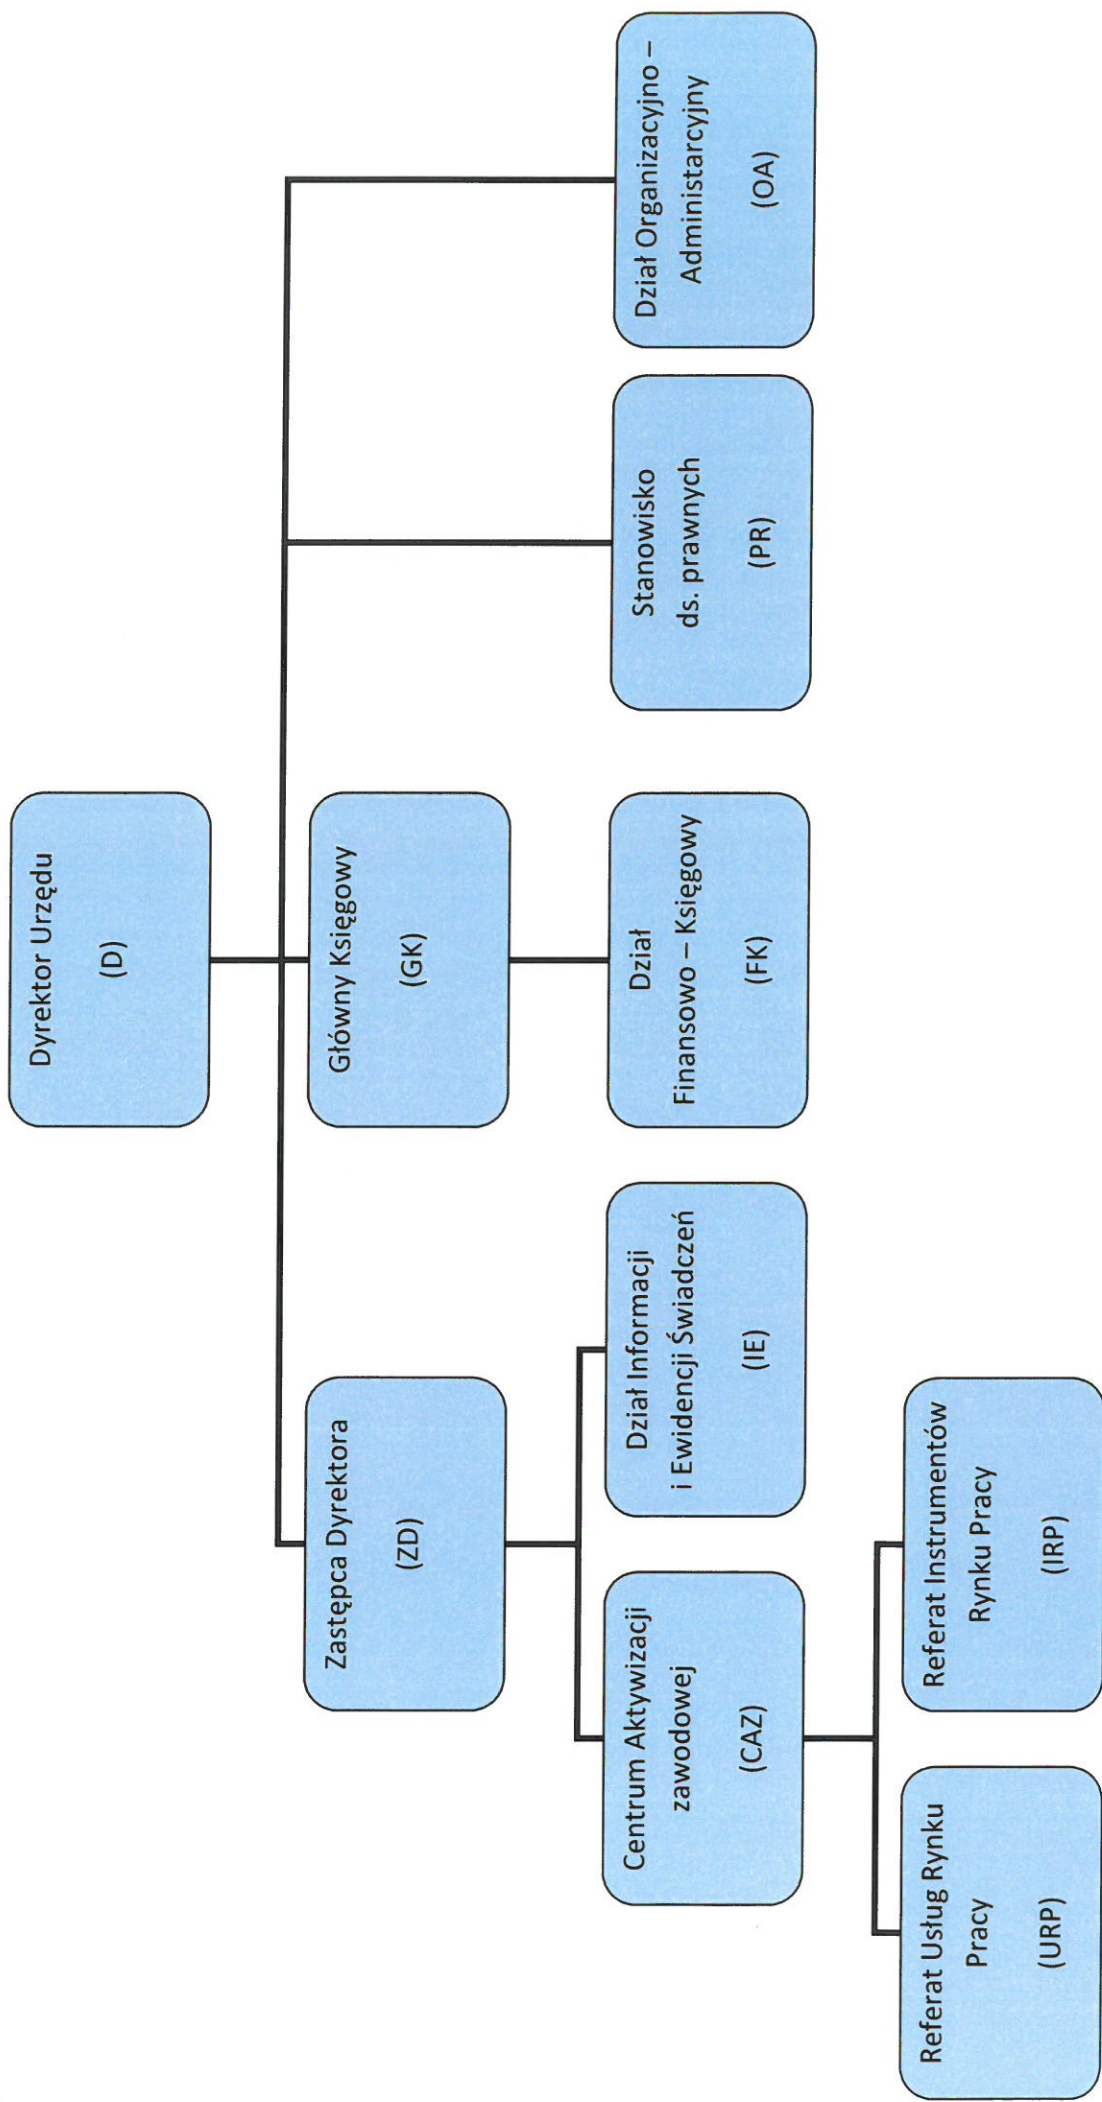 Dyrektor Urzędu
(D)
Zastępca Dyrektora
(ZD)
Główny Księgowy
(GK)
Centrum Aktywizacji
zawodowej
(CAZ)
Dział Informacji
i Ewidencji Świadczeń
(IE)
Dział
Finansowo – Księgowy
(FK)
Stanowisko
ds. prawnych
(PR)
Dział Organizacyjno –
Administarcyjny
(OA)
Referat Usług Rynku
Pracy
(URP)
Referat Instrumentów
Rynku Pracy
(IRP)